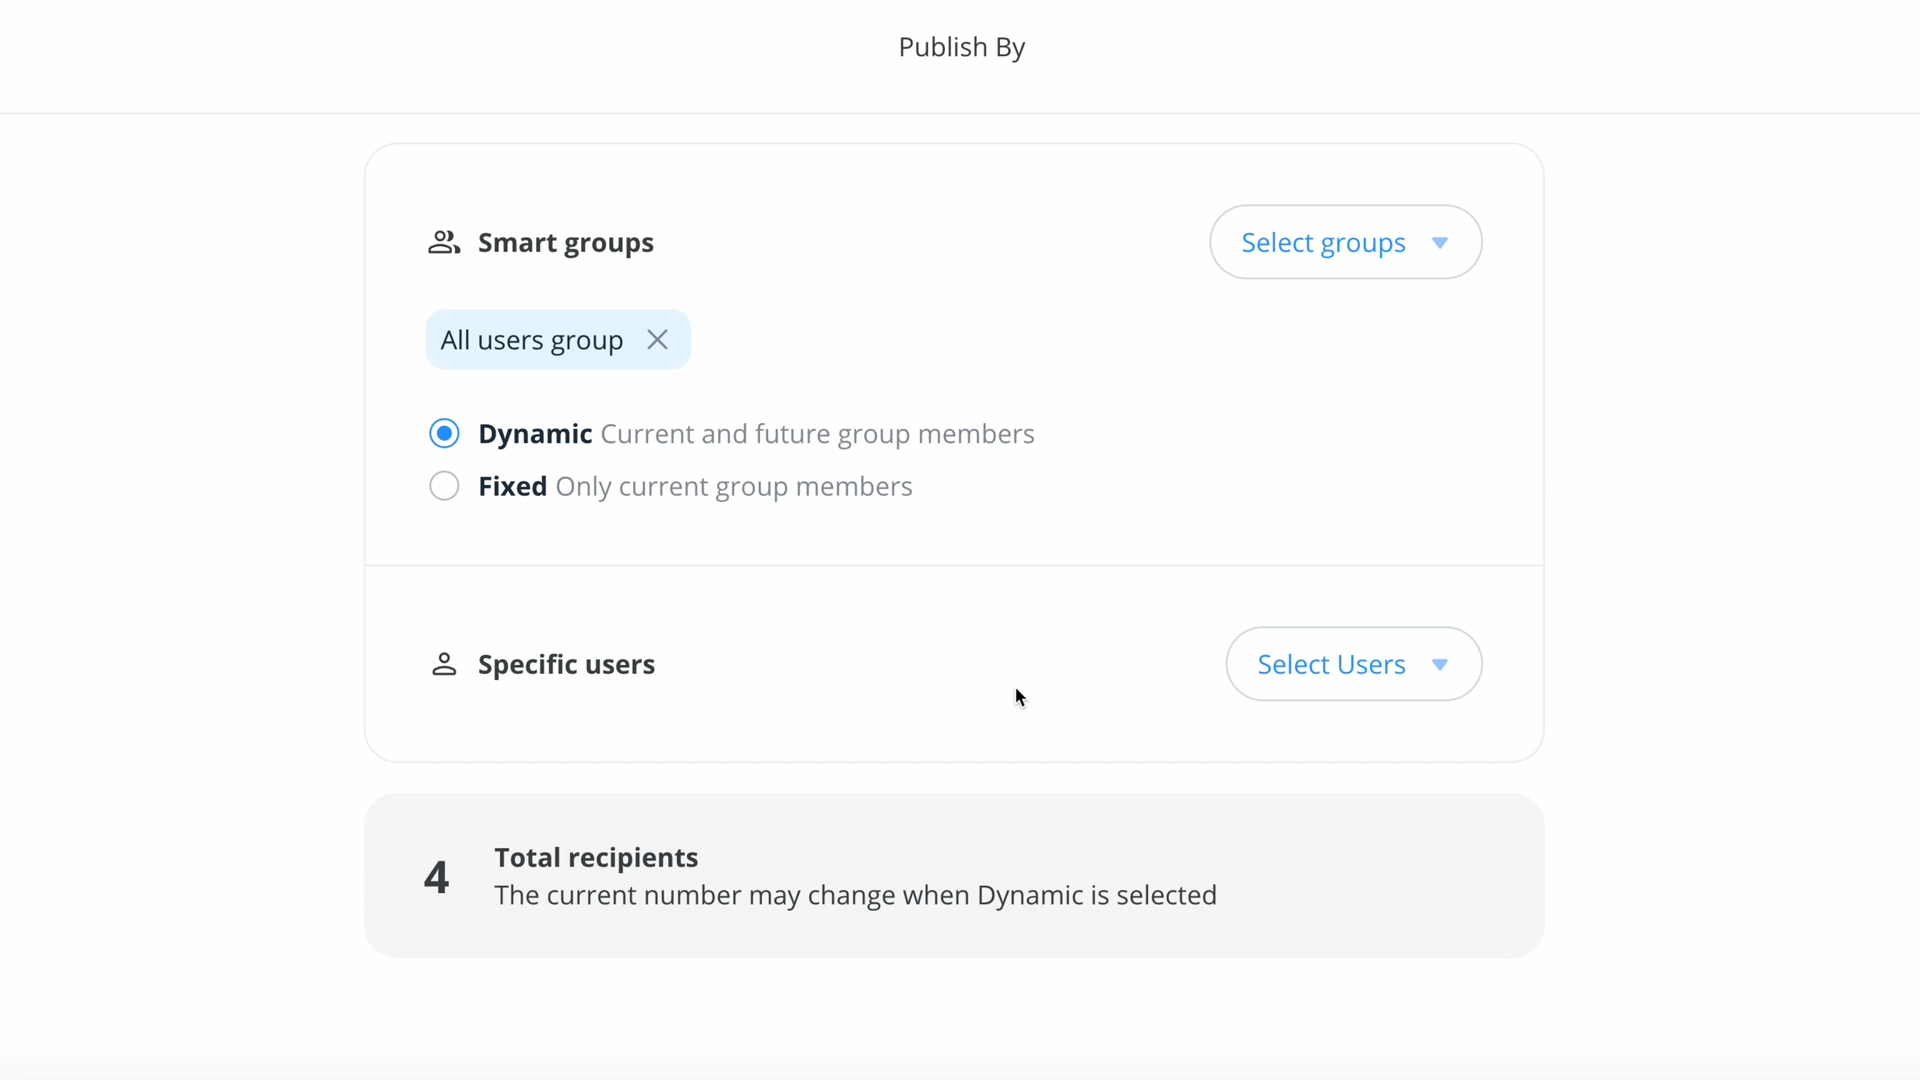 Publish By
Smart groups
Select groups
All users group
Dynamic Current and future group members
Fixed Only current group members
Specific users
Select Users
4
Total recipients
The current number may change when Dynamic is selected